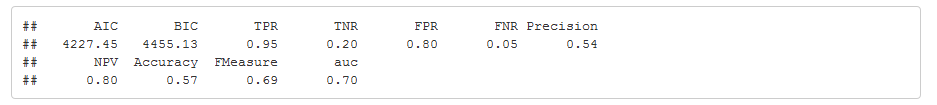 ##      AIC      BIC      TPR      TNR      FPR      FNR Precision
##  4227.45  4455.13     0.95     0.20     0.80     0.05      0.54
##      NPV Accuracy FMeasure      auc
##     0.80     0.57     0.69     0.70